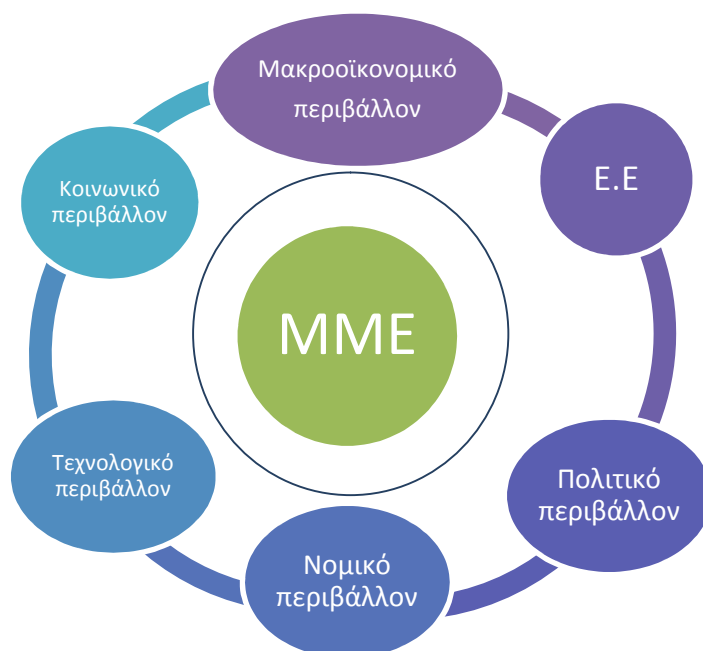 Μακροοϊκονομικό
περιβάλλον
Ε.Ε
Πολιτικό
περιβάλλον
Νομικό
περιβάλλον
Τεχνολογικό
περιβάλλον
Κοινωνικό
περιβάλλον
ΜΜΕ